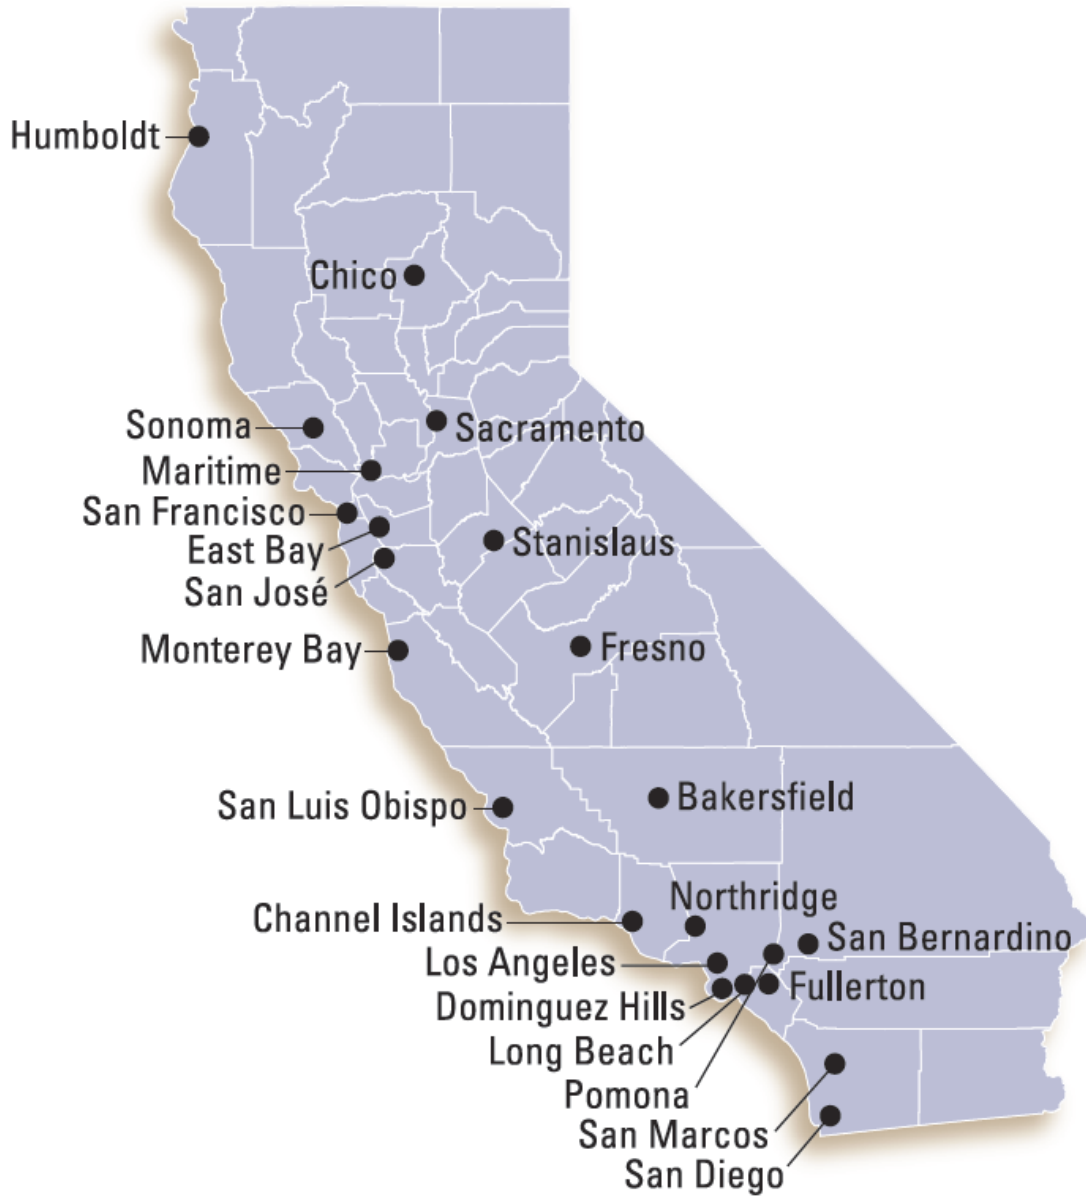 Humboldt
Chico
Sonoma
Sacramento
Maritime
San Francisco
East Bay
Stanislaus
San José
Monterey Bay
Fresno
San Luis Obispo
Bakersfield
Northridge
Channel Islands
San Bernardino
Los Angeles
Fullerton
Dominguez Hills
Long Beach
Pomona
San Marcos
San Diego